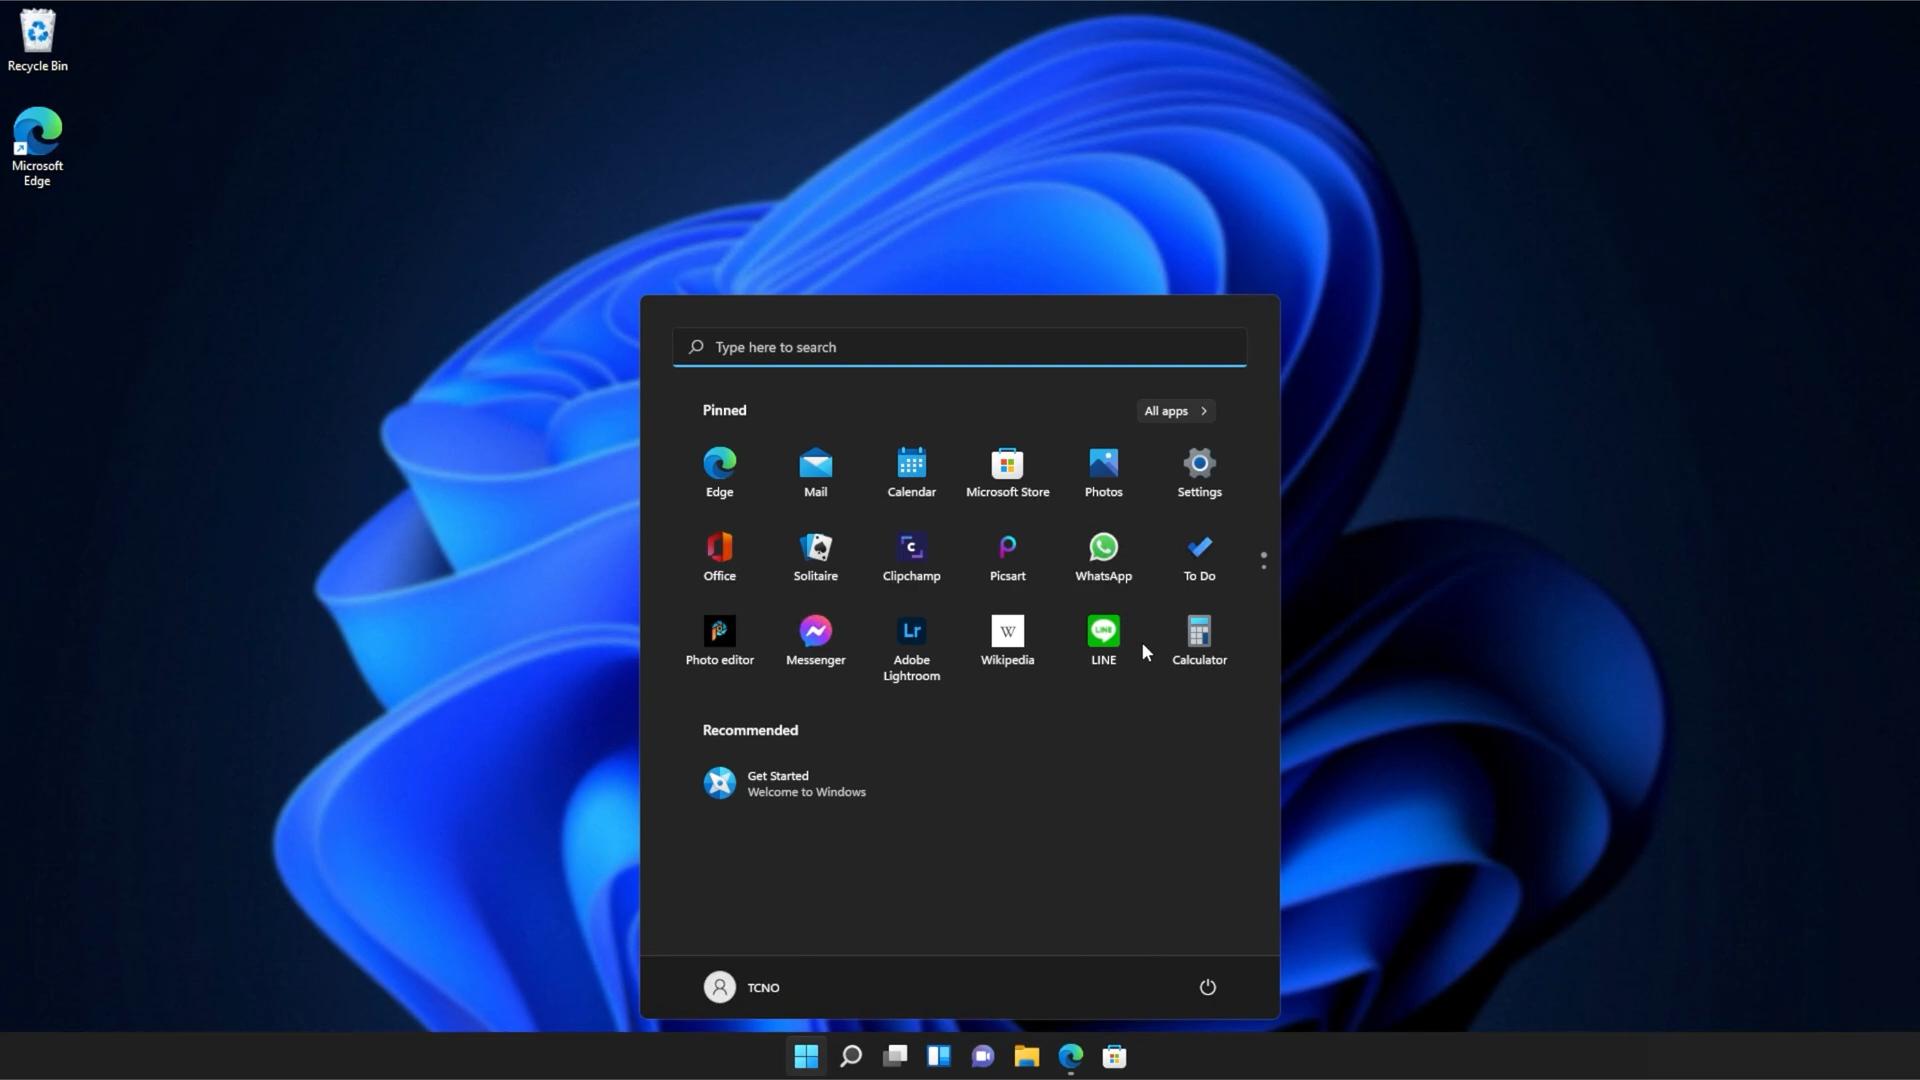 Recycle Bin
Microsoft
Edge
Type here to search
Pinned
All apps
Edge
Mail
Calendar
Microsoft Store
Photos
Settings
Office
Solitaire
Clipchamp
Picsart
WhatsApp
To Do
Photo editor
Messenger
Lr
Adobe
Lightroom
W
Wikipedia
LINE
LINE
Calculator
Recommended
Get Started
Welcome to Windows
TCNO